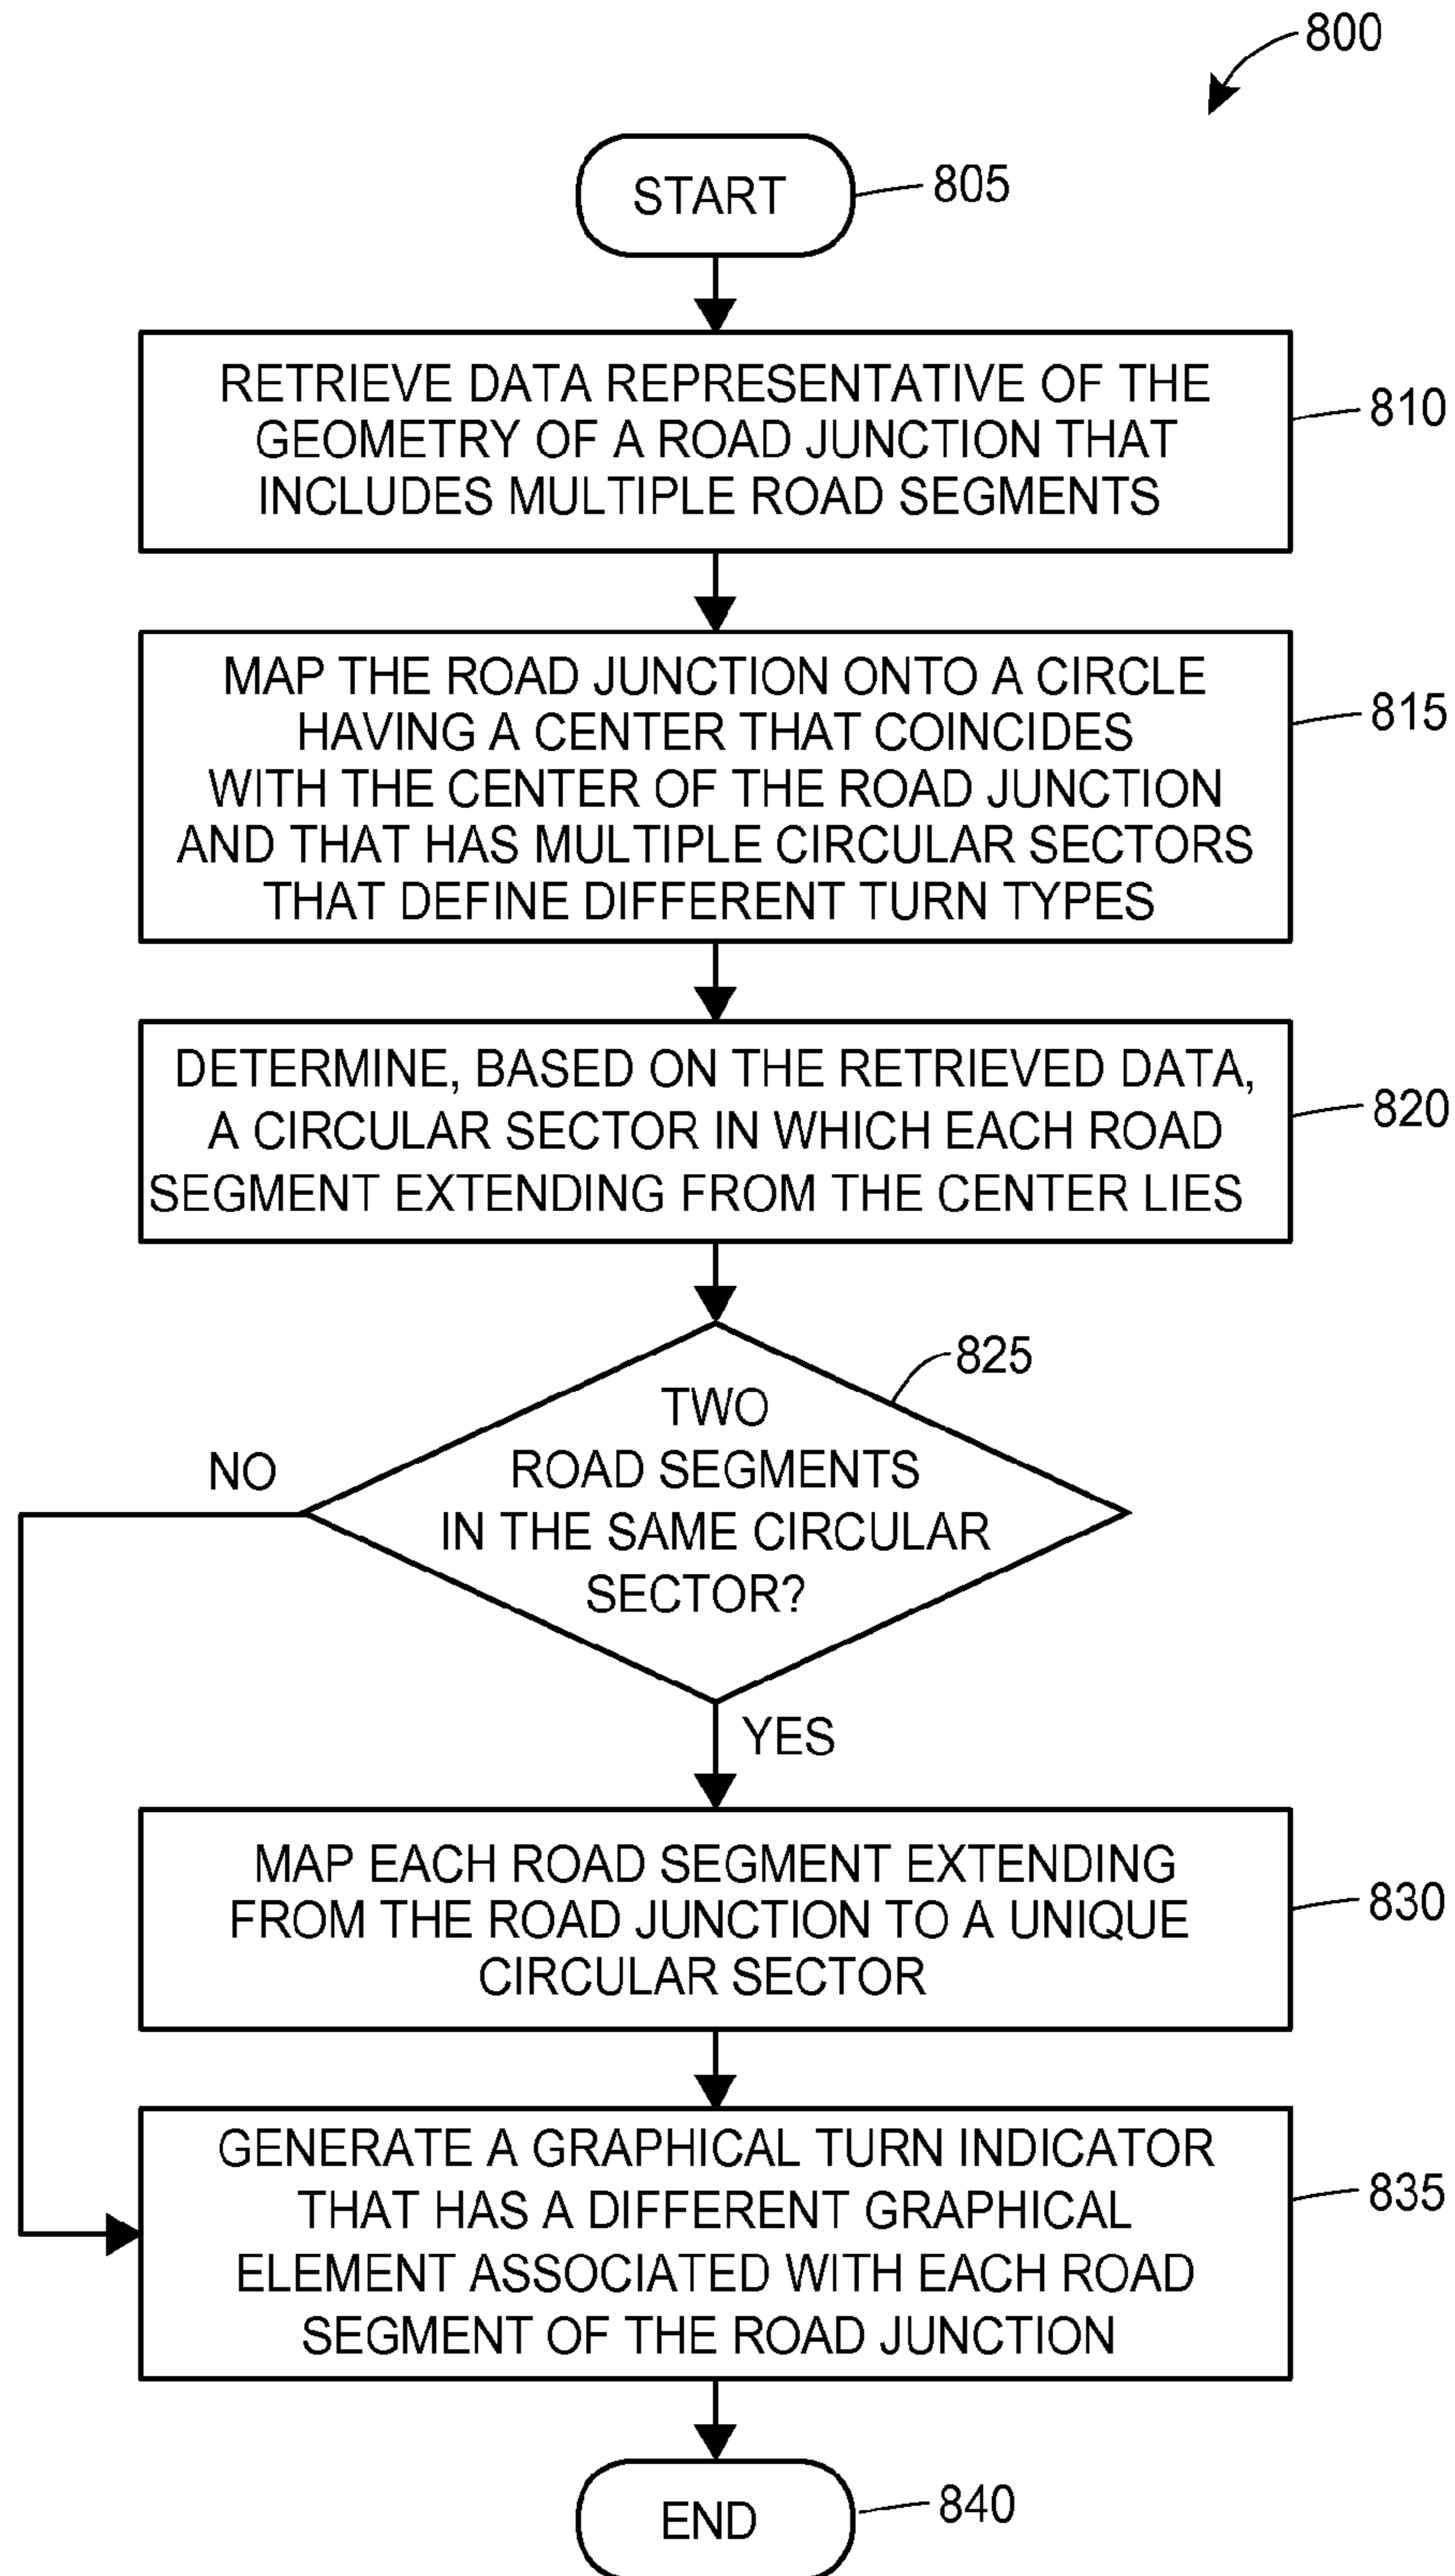 800
START
805
RETRIEVE DATA REPRESENTATIVE OF THE
GEOMETRY OF A ROAD JUNCTION THAT
INCLUDES MULTIPLE ROAD SEGMENTS
810
MAP THE ROAD JUNCTION ONTO A CIRCLE
HAVING A CENTER THAT COINCIDES
WITH THE CENTER OF THE ROAD JUNCTION
AND THAT HAS MULTIPLE CIRCULAR SECTORS
THAT DEFINE DIFFERENT TURN TYPES
815
DETERMINE, BASED ON THE RETRIEVED DATA,
A CIRCULAR SECTOR IN WHICH EACH ROAD
SEGMENT EXTENDING FROM THE CENTER LIES
820
825
TWO
ROAD SEGMENTS
IN THE SAME CIRCULAR
SECTOR?
NO
YES
MAP EACH ROAD SEGMENT EXTENDING
FROM THE ROAD JUNCTION TO A UNIQUE
CIRCULAR SECTOR
830
GENERATE A GRAPHICAL TURN INDICATOR
THAT HAS A DIFFERENT GRAPHICAL
ELEMENT ASSOCIATED WITH EACH ROAD
SEGMENT OF THE ROAD JUNCTION
835
END
840